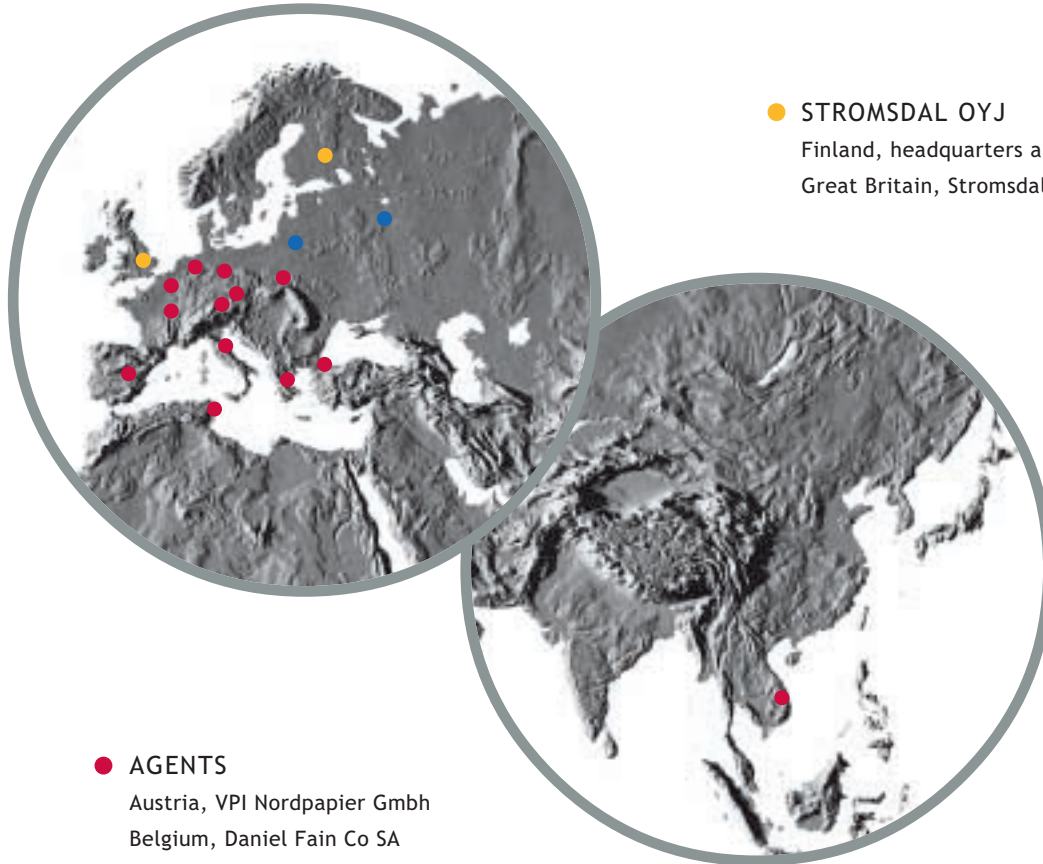 STROMSDAL OYJ
Finland, headquarters a
Great Britain, Stromsdal
AGENTS
Austria, VPI Nordpapier Gmbh
Belgium, Daniel Fain Co SA